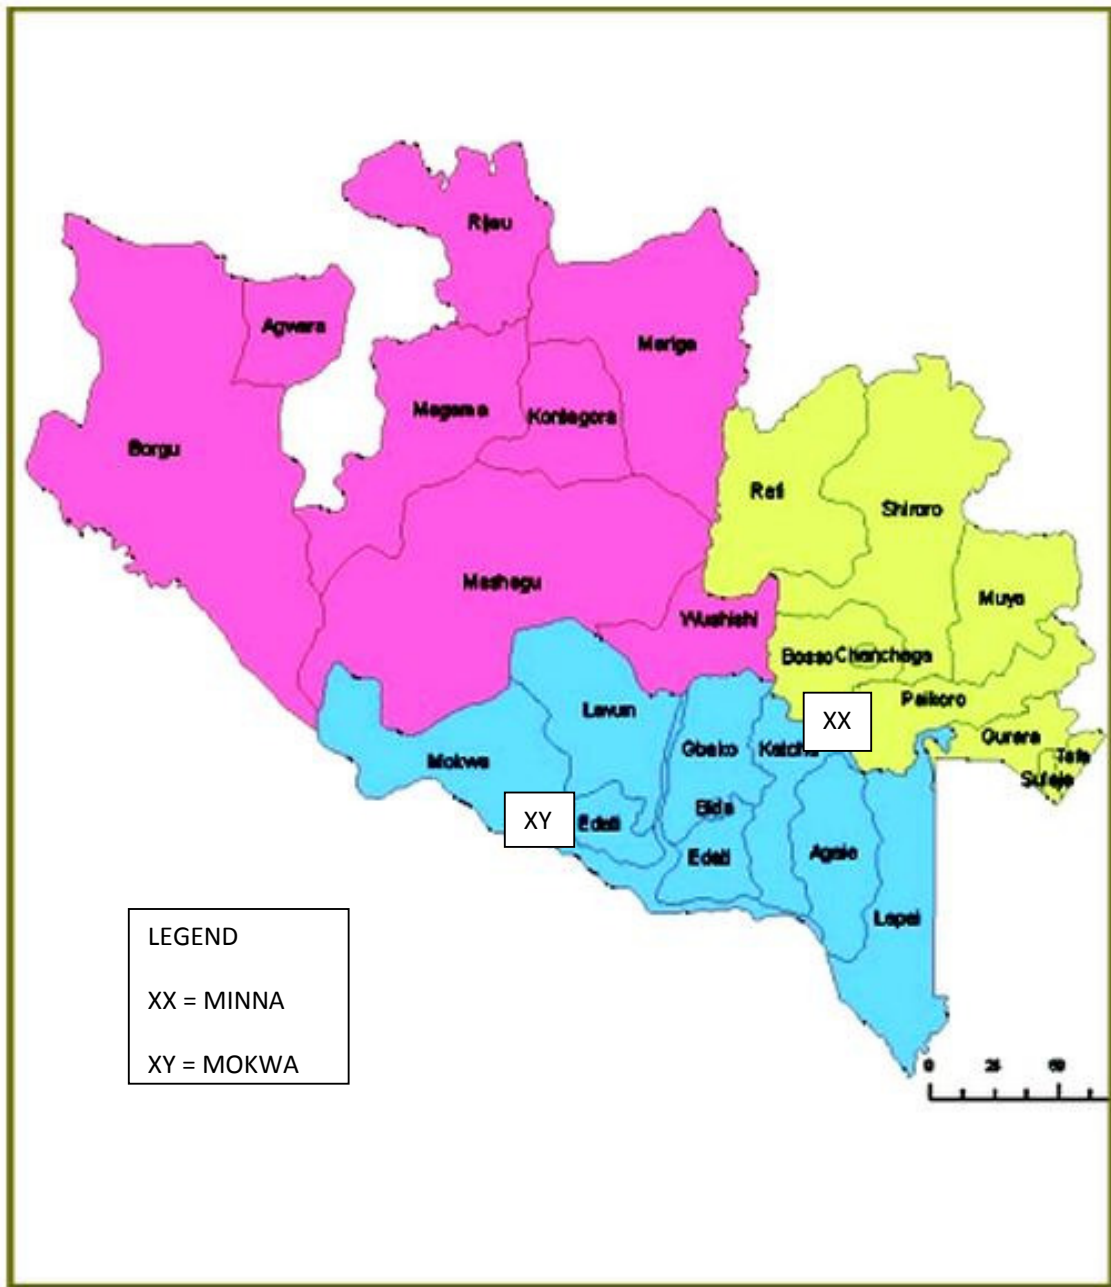 Rijau
Agwara
Mariga
Magama
Kontagora
Borgu
Rafi
Shiroro
Mashegu
Muya
Wushishi
Bosso
Chanchaga
Paikoro
Lavun
XX
Gurara
Gbako
Katcha
Mokwa
Tafa
Suleja
Bida
XY
Edati
Edati
Agaie
Lapai
LEGEND
XX = MINNA
XY = MOKWA
0
25